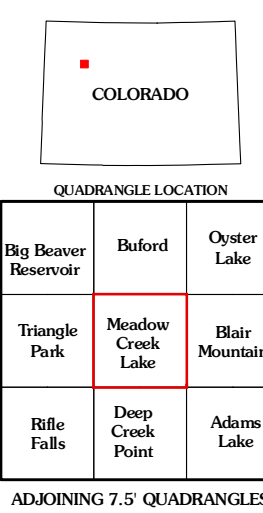 COLORADO
QUADRANGLE LOCATION
Big Beaver
Reservoir
Buford
Oyster
Lake
Triangle
Park
Meadow
Creek
Lake
Blair
Mountain
Rifle
Falls
Deep
Creek
Point
Adams
Lake
ADJOINING 7.5' QUADRANGLES